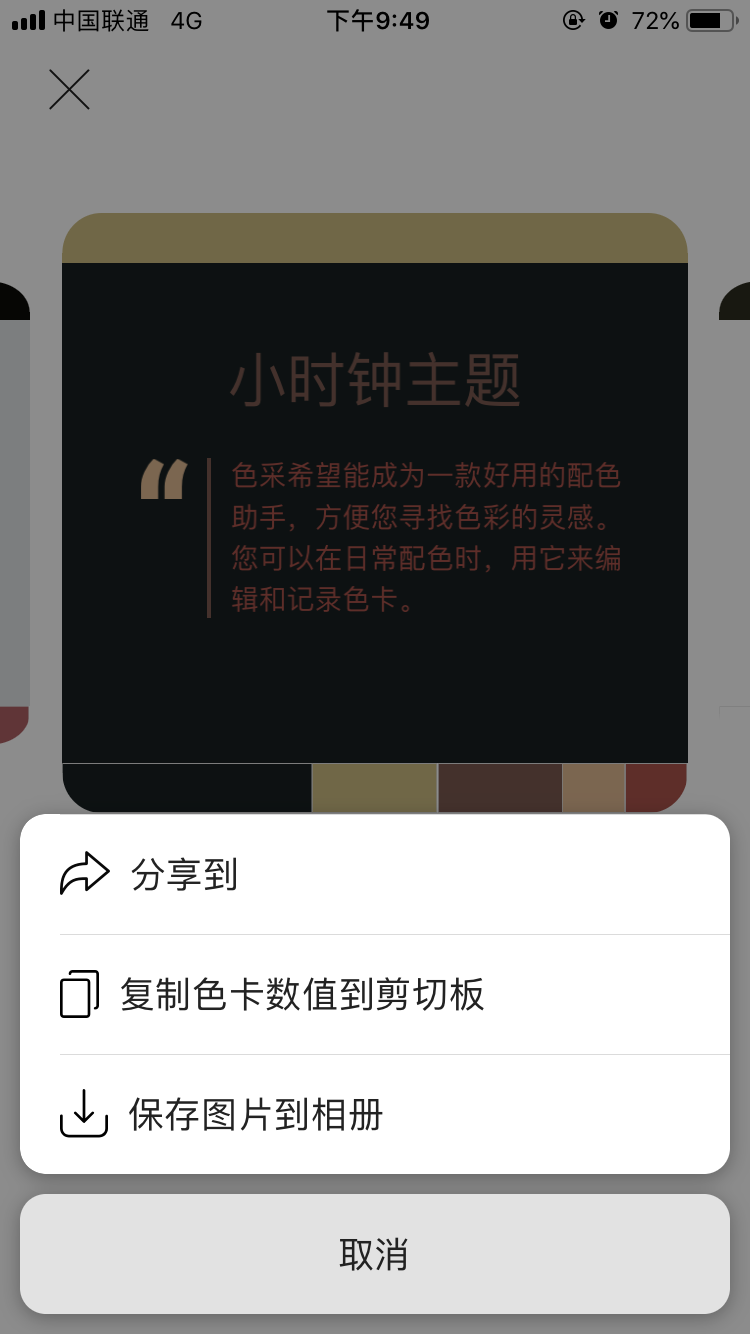 中国联通 4G 下午9:49 72%
小时钟主题
“
色采希望能成为一款好用的配色
助手，方便您寻找色彩的灵感。
您可以在日常配色时，用它来编
辑和记录色卡。
分享到
复制色卡数值到剪切板
保存图片到相册
取消